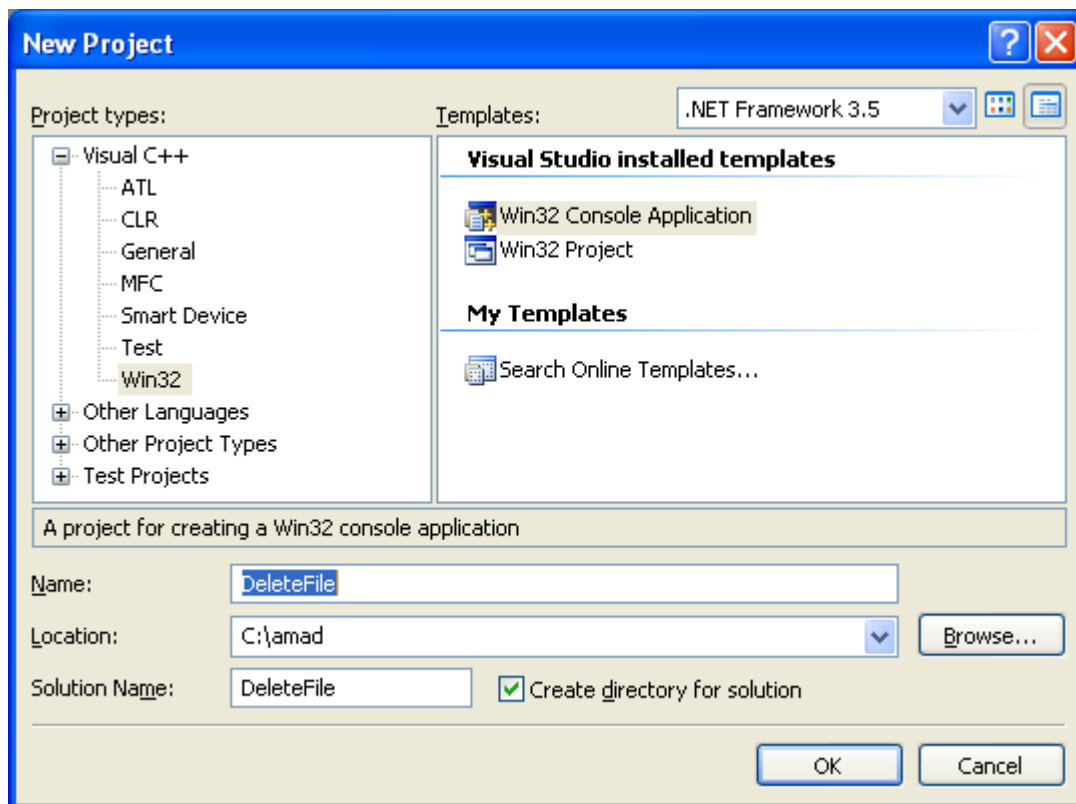 New Project
Project types:
Templates:
.NET Framework 3.5
Visual C++
ATL
CLR
General
MFC
Smart Device
Test
Win32
Other Languages
Other Project Types
Test Projects
Visual Studio installed templates
Win32 Console Application
Win32 Project
My Templates
Search Online Templates...
A project for creating a Win32 console application
Name:
DeleteFile
Location:
C:\amad
Browse...
Solution Name:
DeleteFile
Create directory for solution
OK
Cancel